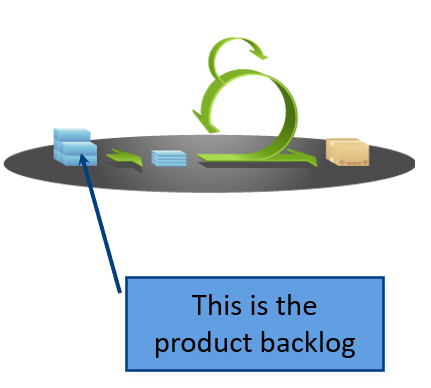 This is the
product backlog